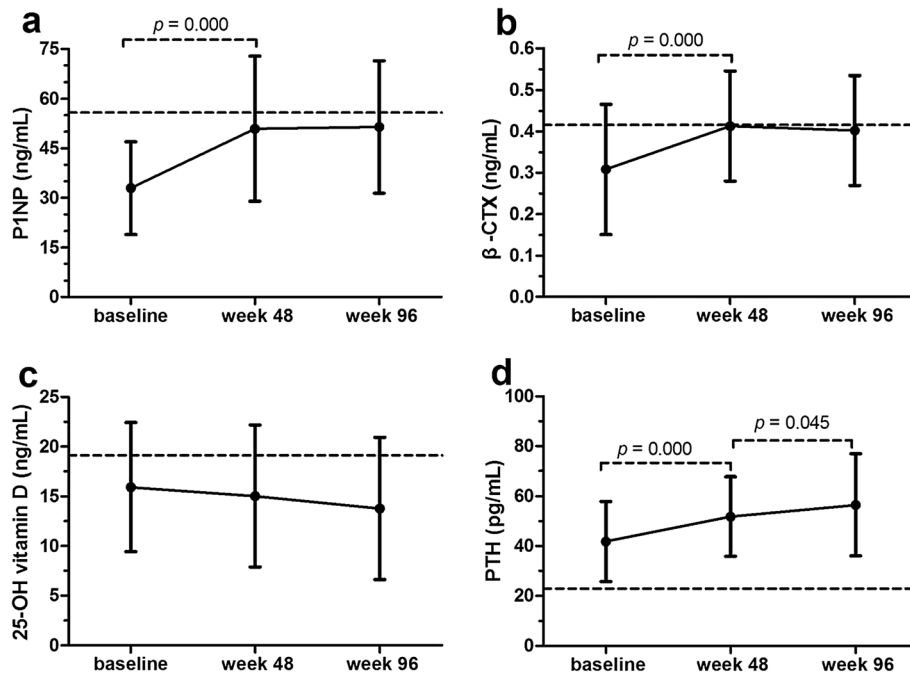 a
p = 0.000
P1NP (ng/mL)
75
60
45
30
15
0
baseline week 48 week 96
b
p = 0.000
β -CTX (ng/mL)
0.6
0.5
0.4
0.3
0.2
0.1
0.0
baseline week 48 week 96
c
25-OH vitamin D (ng/mL)
25
20
15
10
5
0
baseline week 48 week 96
d
p = 0.000
p = 0.045
PTH (pg/mL)
100
80
60
40
20
0
baseline week 48 week 96